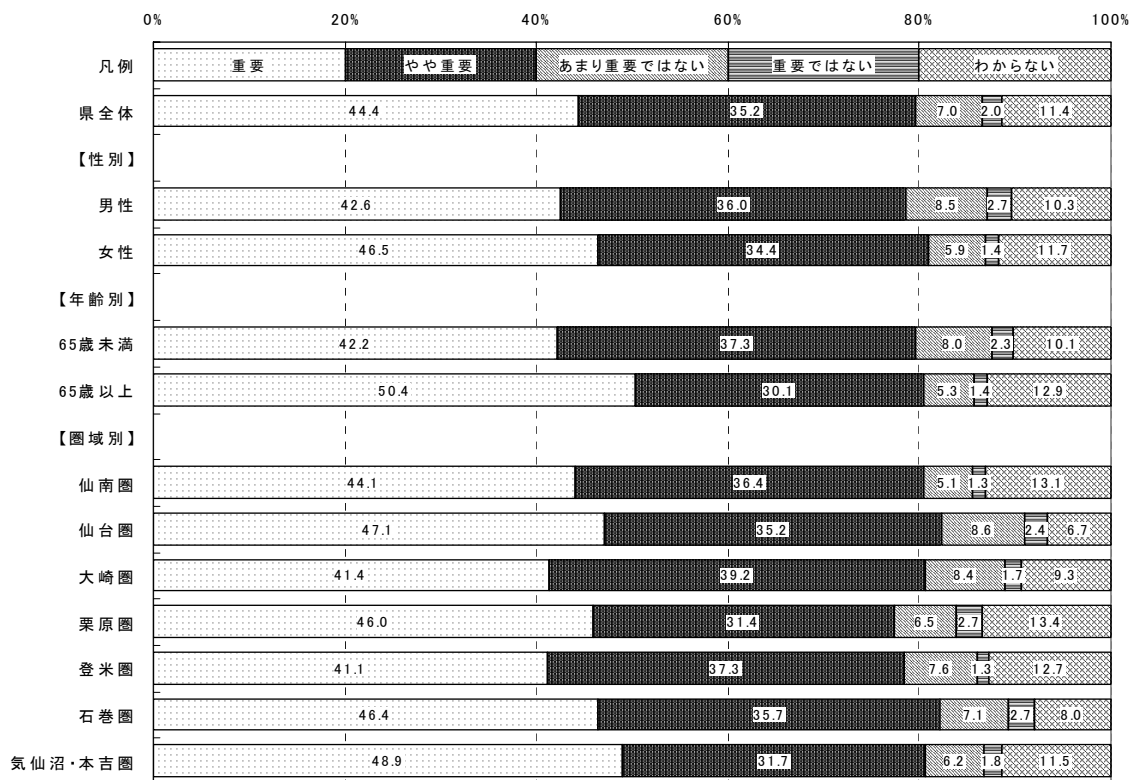 0% 20% 40% 60% 80% 100%
凡例 重要 やや重要 あまり重要ではない 重要ではない わからない
県全体 44.4 35.2 7.0 2.0 11.4
【性別】
男性 42.6 36.0 8.5 2.7 10.3
女性 46.5 34.4 5.9 1.4 11.7
【年齢別】
65歳未満 42.2 37.3 8.0 2.3 10.1
65歳以上 50.4 30.1 5.3 1.4 12.9
【圏域別】
仙南圏 44.1 36.4 5.1 1.3 13.1
仙台圏 47.1 35.2 8.6 2.4 6.7
大崎圏 41.4 39.2 8.4 1.7 9.3
栗原圏 46.0 31.4 6.5 2.7 13.4
登米圏 41.1 37.3 7.6 1.3 12.7
石巻圏 46.4 35.7 7.1 2.7 8.0
気仙沼・本吉圏 48.9 31.7 6.2 1.8 11.5